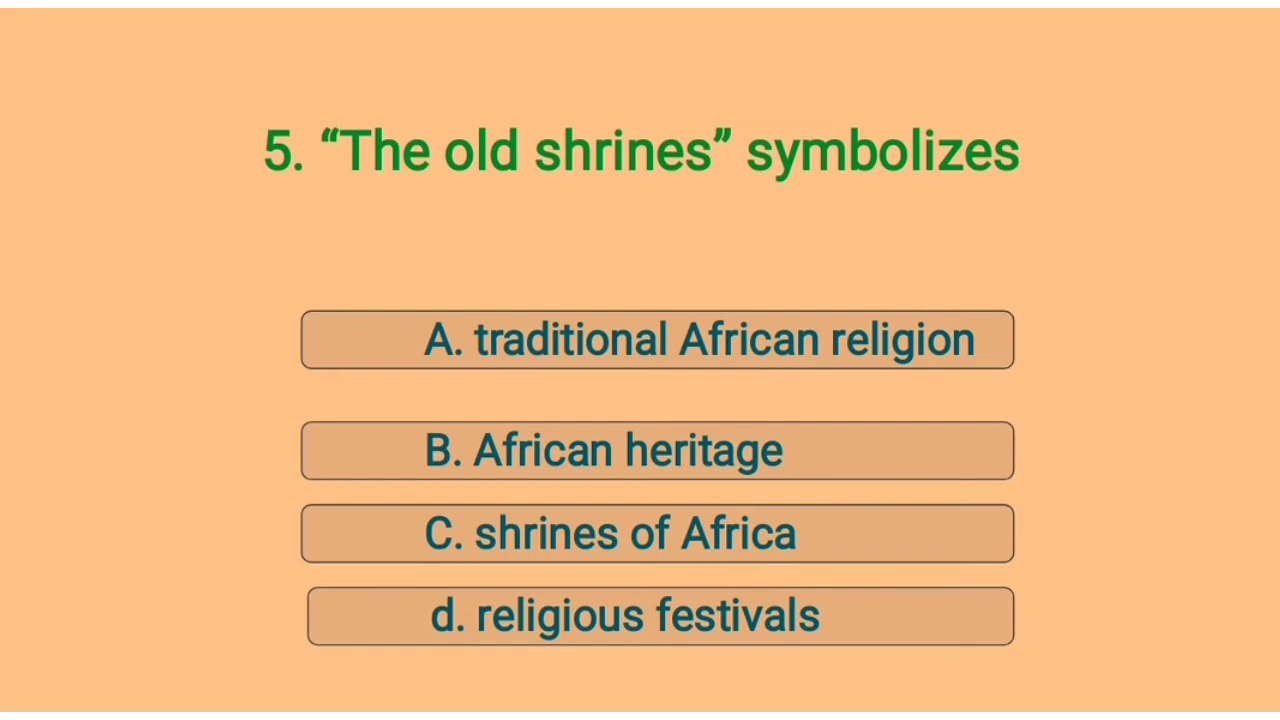 5. “The old shrines” symbolizes
A. traditional African religion
B. African heritage
C. shrines of Africa
d. religious festivals